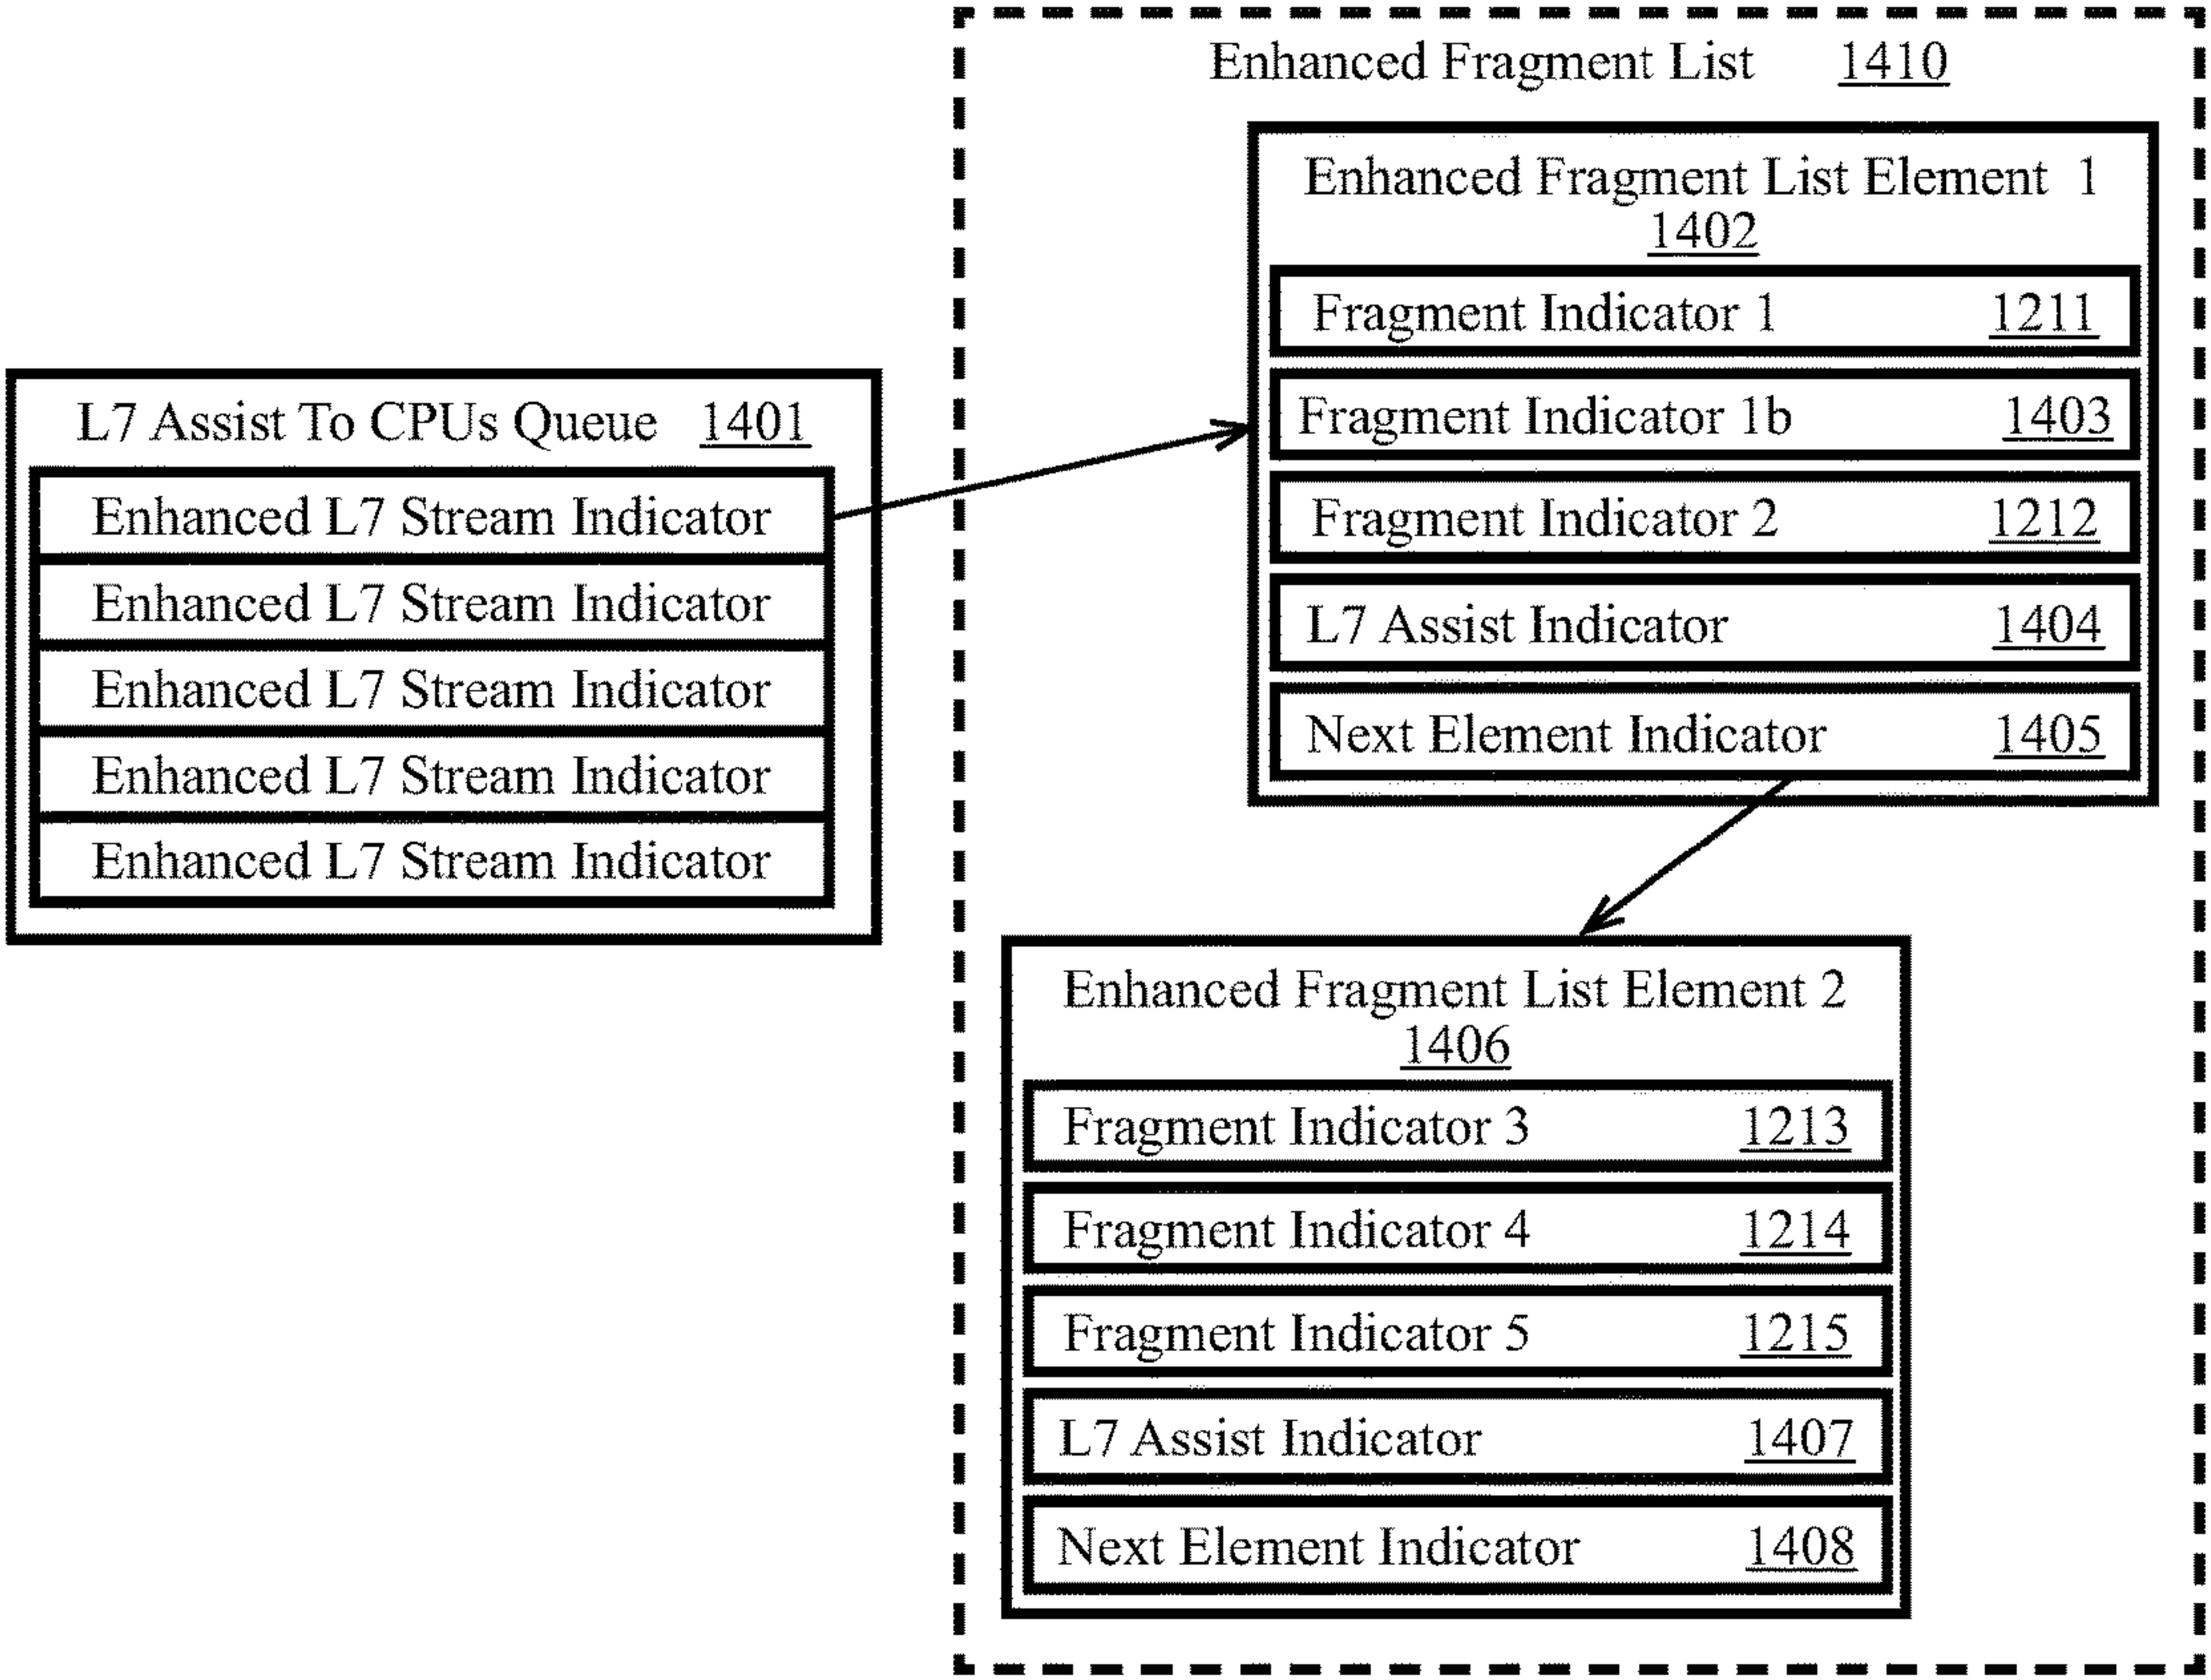 L7 Assist To CPUs Queue 1401
Enhanced L7 Stream Indicator
Enhanced L7 Stream Indicator
Enhanced L7 Stream Indicator
Enhanced L7 Stream Indicator
Enhanced L7 Stream Indicator
Enhanced Fragment List 1410
Enhanced Fragment List Element 1
1402
Fragment Indicator 1 1211
Fragment Indicator 1b 1403
Fragment Indicator 2 1212
L7 Assist Indicator 1404
Next Element Indicator 1405
Enhanced Fragment List Element 2
1406
Fragment Indicator 3 1213
Fragment Indicator 4 1214
Fragment Indicator 5 1215
L7 Assist Indicator 1407
Next Element Indicator 1408